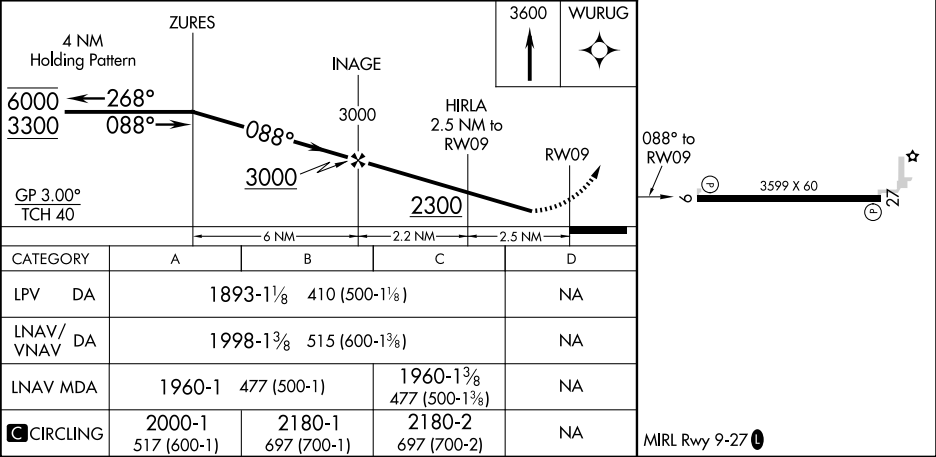 ZURES
4 NM
Holding Pattern
3600
WURUG
INAGE
3000
6000
268°
3300
088°
088°
3000
HIRLA
2.5 NM to
RW09
RW09
2300
GP 3.00°
TCH 40
6 NM
2.2 NM
2.5 NM
CATEGORY A B C D
LPV DA 1893-1⅛ 410 (500-1⅛) NA
LNAV/
VNAV DA 1998-1⅜ 515 (600-1⅜) NA
LNAV MDA 1960-1 477 (500-1) 1960-1⅜ 477 (500-1⅜) NA
C CIRCLING 2000-1 517 (600-1) 2180-1 697 (700-1) 2180-2 697 (700-2) NA
088° to
RW09
9
P
3599 X 60
27
P
MIRL Rwy 9-27 L